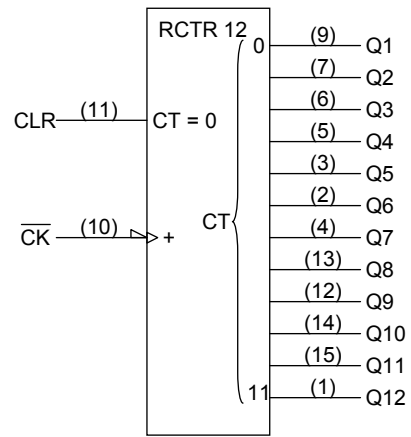 RCTR 12
0 (9) Q1
(7) Q2
(6) Q3
CLR (11) CT = 0
(5) Q4
(3) Q5
(2) Q6
CT
CK (10) +
(4) Q7
(13) Q8
(12) Q9
(14) Q10
(15) Q11
11 (1) Q12